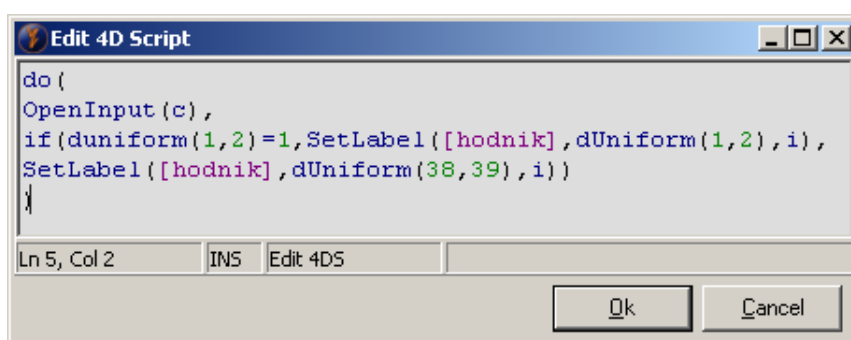 Edit 4D Script
do(
OpenInput(c),
if(duniform(1,2)=1,SetLabel([hodnik],dUniform(1,2),i),
SetLabel([hodnik],dUniform(38,39),i))
)
Ln 5, Col 2 INS Edit 4DS
Ok Cancel